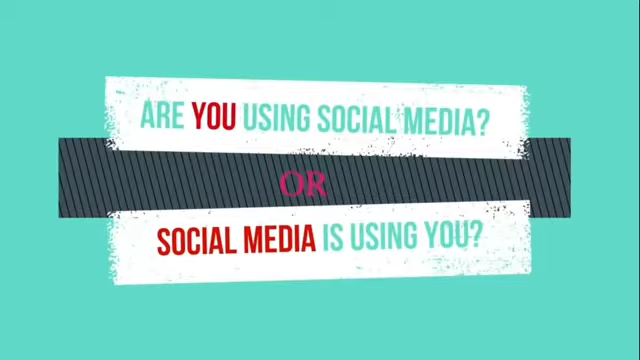 ARE YOU USING SOCIAL MEDIA?
OR
SOCIAL MEDIA IS USING YOU?